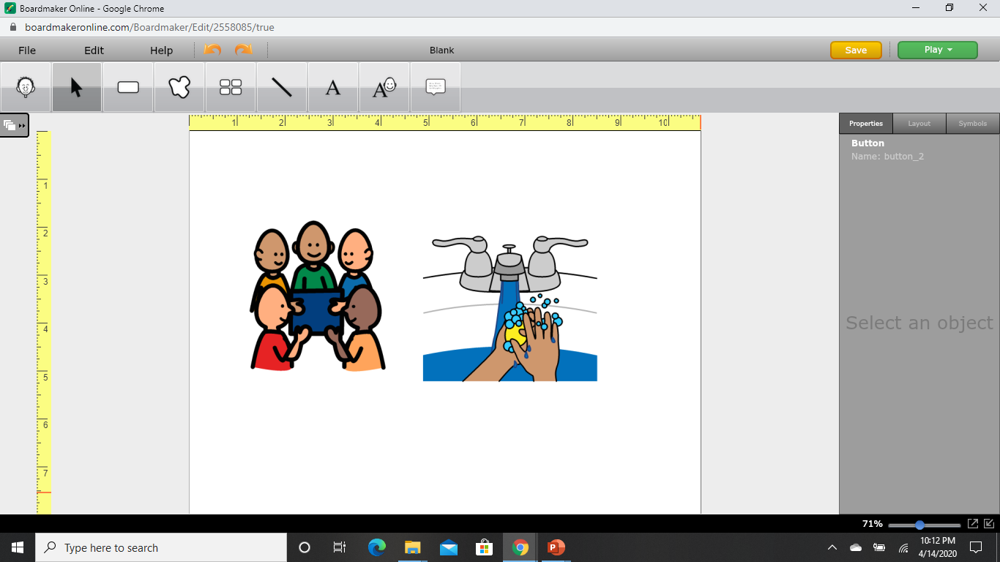 Boardmaker Online - Google Chrome
boardmakeronline.com/Boardmaker/Edit/2558085/true
File Edit Help Blank Save Play
A A
1 2 3 4 5 6 7 8 9 10
Properties Layout Symbols
Button
Name: button_2
1
2
3
4
5
6
7
Select an object
71%
Type here to search
10:12 PM
4/14/2020